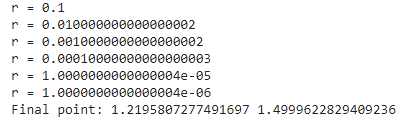 r = 0.1
r = 0.010000000000000002
r = 0.0010000000000000002
r = 0.00010000000000000003
r = 1.0000000000000004e-05
r = 1.0000000000000004e-06
Final point: 1.2195807277491697 1.4999622829409236